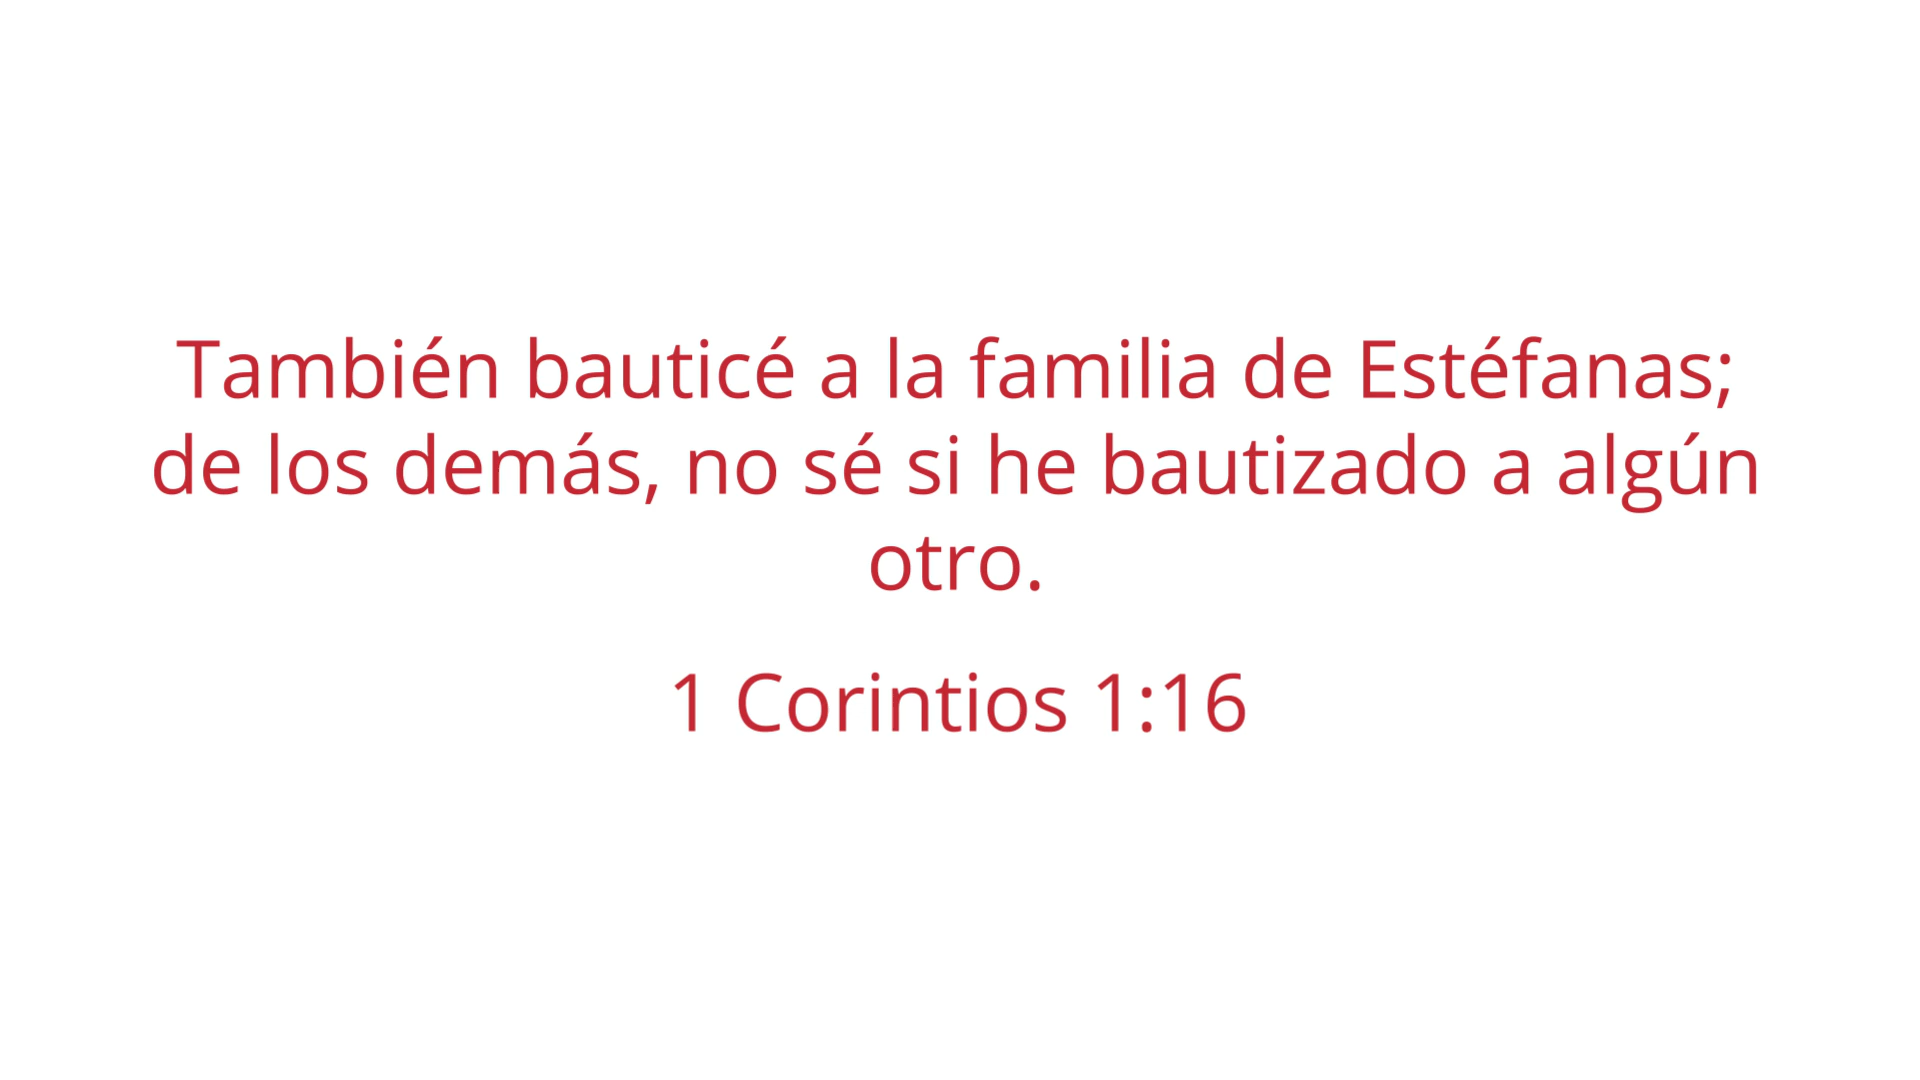 También bauticé a la familia de Estéfanas;
de los demás, no sé si he bautizado a algún
otro.
1 Corintios 1:16